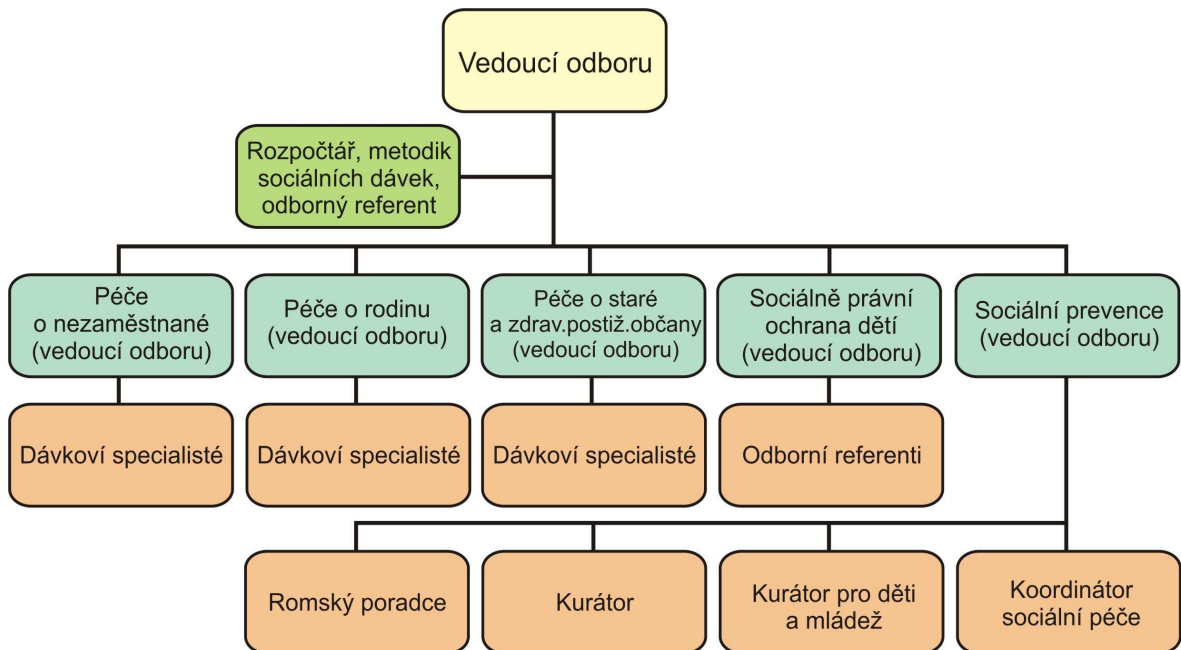 Vedoucí odboru
Rozpočtář, metodik
sociálních dávek,
odborný referent
Péče
o nezaměstnané
(vedoucí odboru)
Péče o rodinu
(vedoucí odboru)
Péče o staré
a zdrav.postiž.občany
(vedoucí odboru)
Sociálně právní
ochrana dětí
(vedoucí odboru)
Sociální prevence
(vedoucí odboru)
Dávkoví specialisté
Dávkoví specialisté
Dávkoví specialisté
Odborní referenti
Romský poradce
Kurátor
Kurátor pro děti
a mládež
Koordinátor
sociální péče